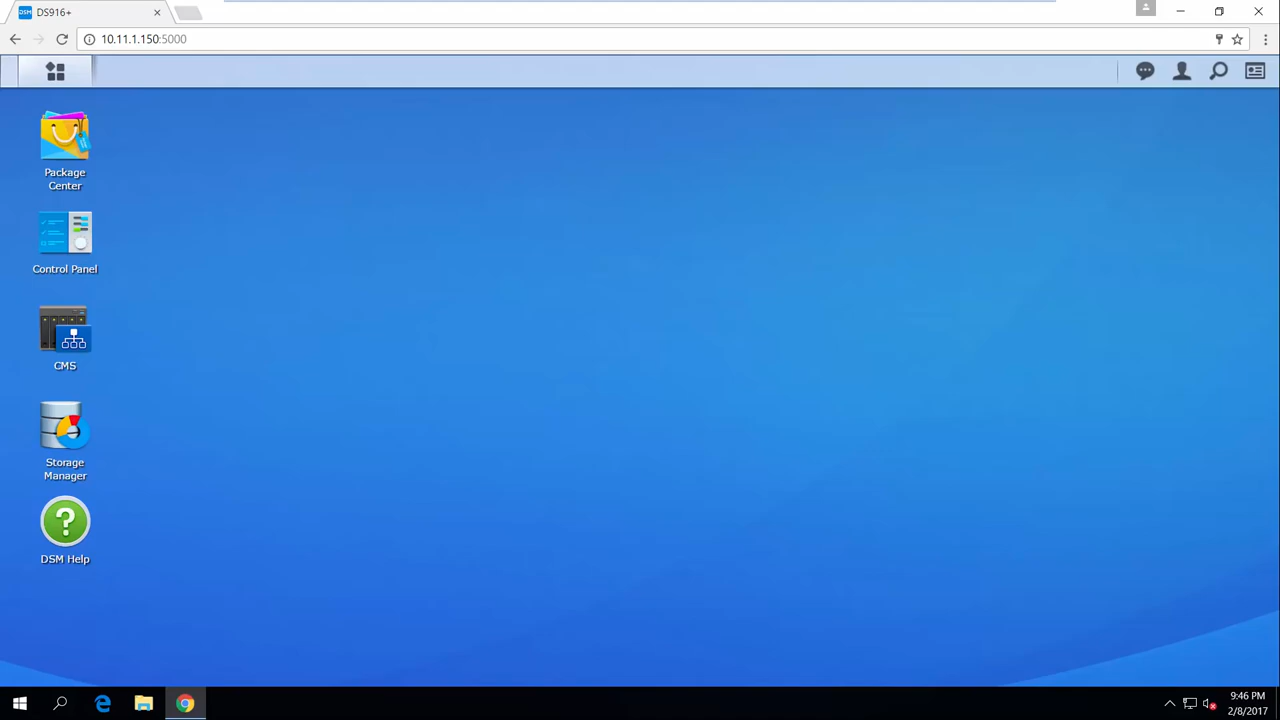 DSM DS916+
10.11.1.150:5000
Package
Center
Control Panel
CMS
Storage
Manager
DSM Help
9:46 PM
2/8/2017